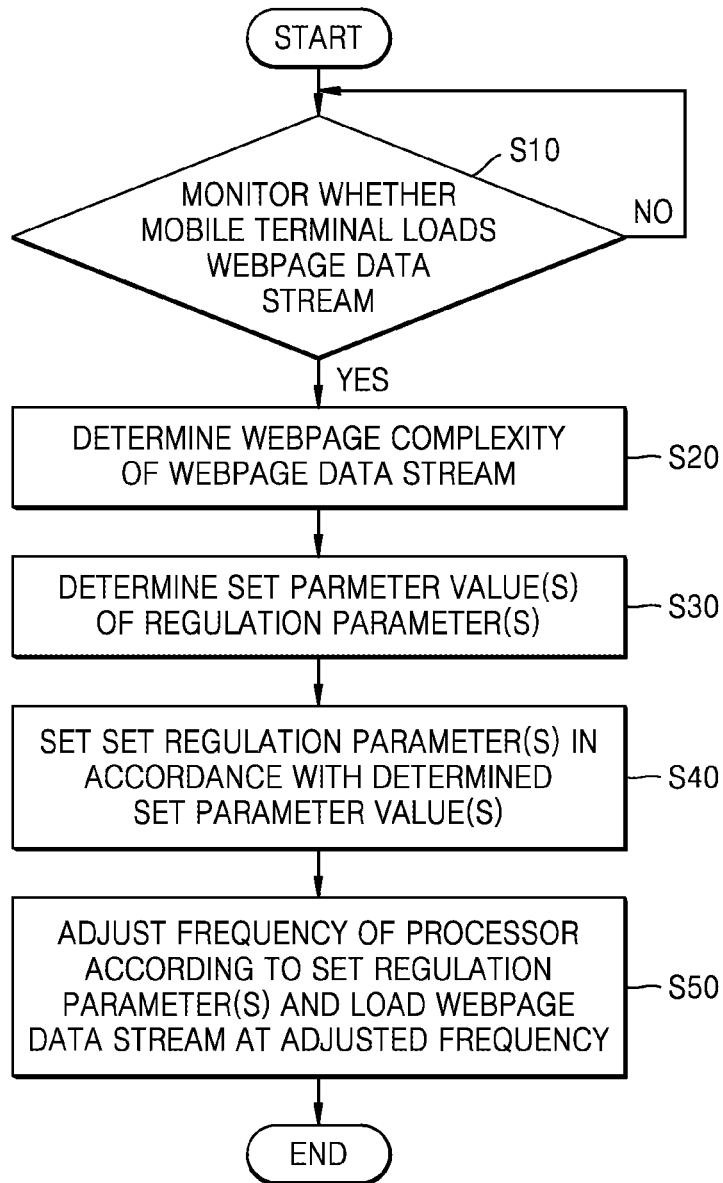 START
S10
MONITOR WHETHER
MOBILE TERMINAL LOADS
WEBPAGE DATA
STREAM
NO
YES
DETERMINE WEBPAGE COMPLEXITY
OF WEBPAGE DATA STREAM
S20
DETERMINE SET PARMETER VALUE(S)
OF REGULATION PARAMETER(S)
S30
SET SET REGULATION PARAMETER(S) IN
ACCORDANCE WITH DETERMINED
SET PARAMETER VALUE(S)
S40
ADJUST FREQUENCY OF PROCESSOR
ACCORDING TO SET REGULATION
PARAMETER(S) AND LOAD WEBPAGE
DATA STREAM AT ADJUSTED FREQUENCY
S50
END